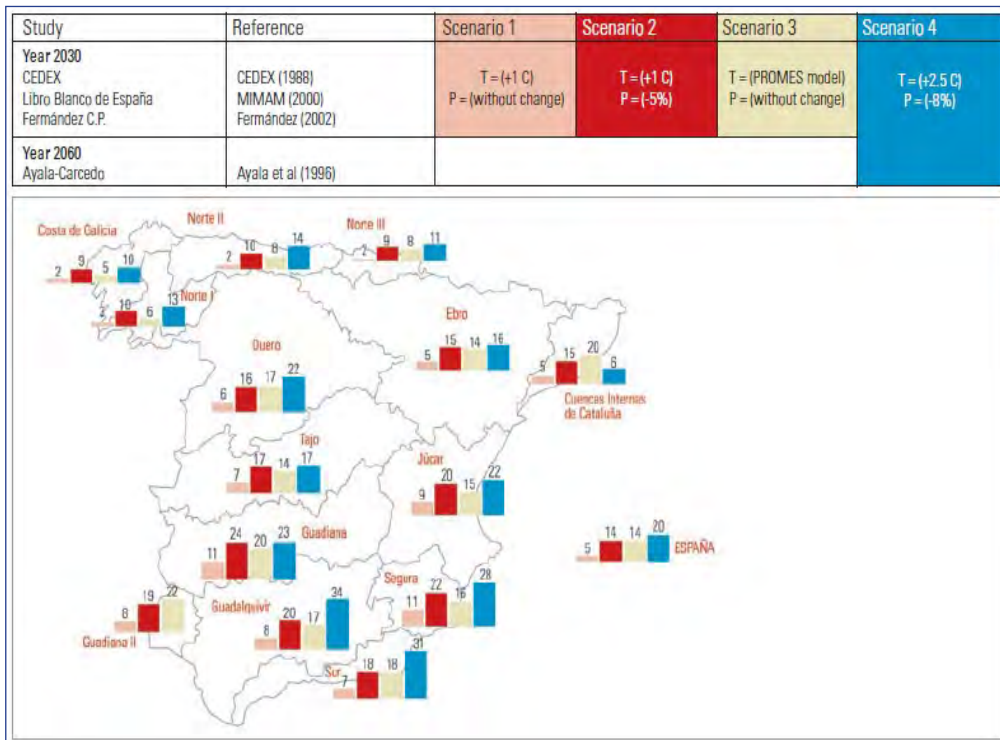 Study Reference Scenario 1 Scenario 2 Scenario 3 Scenario 4
Year 2030
CEDEX CEDEX (1988) T = (+1 C) T = (+1 C) T = (PROMES model) T = (+2.5 C)
Libro Blanco de España MIMAM (2000) P = (without change) P = (-5%) P = (without change) P = (-8%)
Fernández C.P. Fernández (2002)
Year 2060
Ayala-Carcedo Ayala et al (1996)
Costa de Galicia
2 9 5 10
Norte II
2 10 8 14
Norte III
2 9 8 11
Norte I
2 10 6 13
Duero
6 16 17 22
Ebro
5 15 14 16
5 15 20 6
Cuencas Internas
de Cataluña
Tajo
7 17 14 17
Júcar
9 20 15 22
Guadiana
11 24 20 23
5 14 14 20
ESPAÑA
Segura
11 22 16 28
8 19 22
Guadiana II
Guadalquivir
8 20 17 34
Sur
7 18 18 31